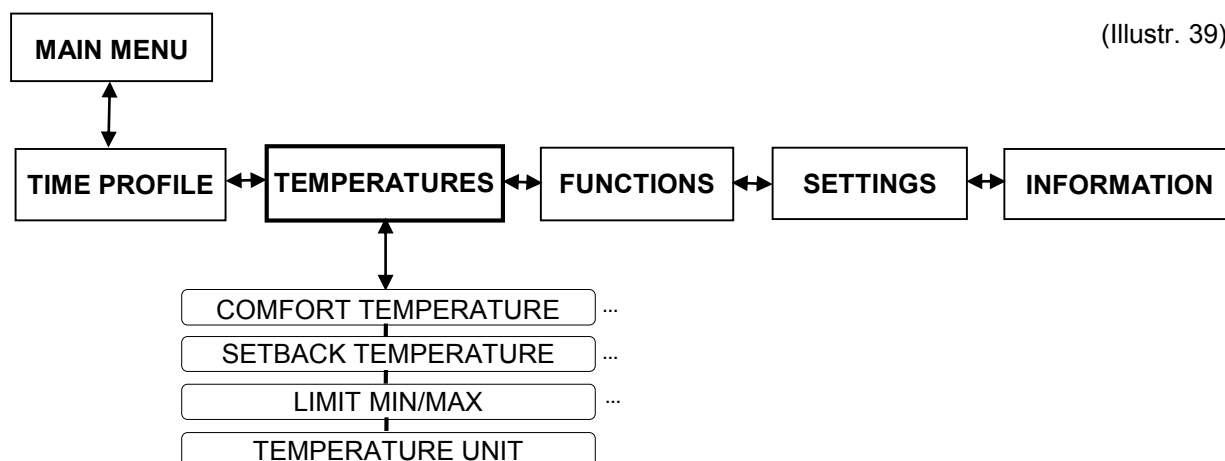 (Illustr. 39)
MAIN MENU
TIME PROFILE
TEMPERATURES
FUNCTIONS
SETTINGS
INFORMATION
COMFORT TEMPERATURE ...
SETBACK TEMPERATURE ...
LIMIT MIN/MAX ...
TEMPERATURE UNIT